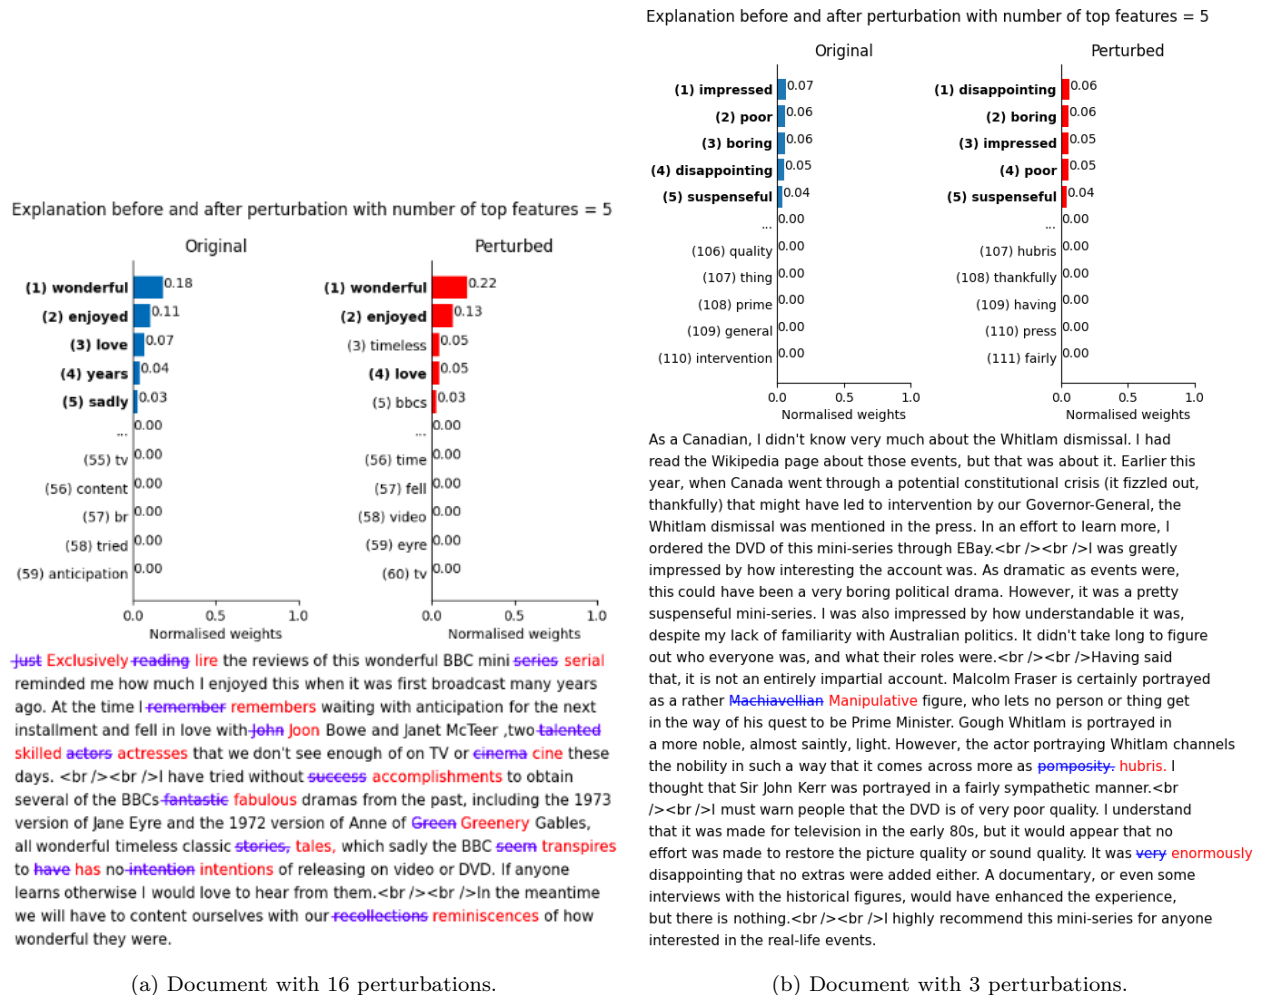 Explanation before and after perturbation with number of top features = 5
Original Perturbed
(1) wonderful 0.18 (1) wonderful 0.22
(2) enjoyed 0.11 (2) enjoyed 0.13
(3) love 0.07 (3) timeless 0.05
(4) years 0.04 (4) love 0.05
(5) sadly 0.03 (5) bbcs 0.03
... 0.00 ... 0.00
(55) tv 0.00 (56) time 0.00
(56) content 0.00 (57) fell 0.00
(57) br 0.00 (58) video 0.00
(58) tried 0.00 (59) eyre 0.00
(59) anticipation 0.00 (60) tv 0.00
0.0 0.5 1.0 0.0 0.5 1.0
Normalised weights Normalised weights
Just Exclusively reading lire the reviews of this wonderful BBC mini series serial
reminded me how much I enjoyed this when it was first broadcast many years
ago. At the time I remember remembers waiting with anticipation for the next
installment and fell in love with John Joon Bowe and Janet McTeer ,two talented
skilled actors actresses that we don't see enough of on TV or cinema cine these
days. <br /><br />I have tried without success accomplishments to obtain
several of the BBCs fantastic fabulous dramas from the past, including the 1973
version of Jane Eyre and the 1972 version of Anne of Green Greenery Gables,
all wonderful timeless classic stories, tales, which sadly the BBC seem transpires
to have has no intention intentions of releasing on video or DVD. If anyone
learns otherwise I would love to hear from them.<br /><br />In the meantime
we will have to content ourselves with our recollections reminiscences of how
wonderful they were.
(a) Document with 16 perturbations.
Explanation before and after perturbation with number of top features = 5
Original Perturbed
(1) impressed 0.07 (1) disappointing 0.06
(2) poor 0.06 (2) boring 0.06
(3) boring 0.06 (3) impressed 0.05
(4) disappointing 0.05 (4) poor 0.05
(5) suspenseful 0.04 (5) suspenseful 0.04
... 0.00 ... 0.00
(106) quality 0.00 (107) hubris 0.00
(107) thing 0.00 (108) thankfully 0.00
(108) prime 0.00 (109) having 0.00
(109) general 0.00 (110) press 0.00
(110) intervention 0.00 (111) fairly 0.00
0.0 0.5 1.0 0.0 0.5 1.0
Normalised weights Normalised weights
As a Canadian, I didn't know very much about the Whitlam dismissal. I had
read the Wikipedia page about those events, but that was about it. Earlier this
year, when Canada went through a potential constitutional crisis (it fizzled out,
thankfully) that might have led to intervention by our Governor-General, the
Whitlam dismissal was mentioned in the press. In an effort to learn more, I
ordered the DVD of this mini-series through EBay.<br /><br />I was greatly
impressed by how interesting the account was. As dramatic as events were,
this could have been a very boring political drama. However, it was a pretty
suspenseful mini-series. I was also impressed by how understandable it was,
despite my lack of familiarity with Australian politics. It didn't take long to figure
out who everyone was, and what their roles were.<br /><br />Having said
that, it is not an entirely impartial account. Malcolm Fraser is certainly portrayed
as a rather Machiavellian Manipulative figure, who lets no person or thing get
in the way of his quest to be Prime Minister. Gough Whitlam is portrayed in
a more noble, almost saintly, light. However, the actor portraying Whitlam channels
the nobility in such a way that it comes across more as pomposity. hubris. I
thought that Sir John Kerr was portrayed in a fairly sympathetic manner.<br
/><br />I must warn people that the DVD is of very poor quality. I understand
that it was made for television in the early 80s, but it would appear that no
effort was made to restore the picture quality or sound quality. It was very enormously
disappointing that no extras were added either. A documentary, or even some
interviews with the historical figures, would have enhanced the experience,
but there is nothing.<br /><br />I highly recommend this mini-series for anyone
interested in the real-life events.
(b) Document with 3 perturbations.